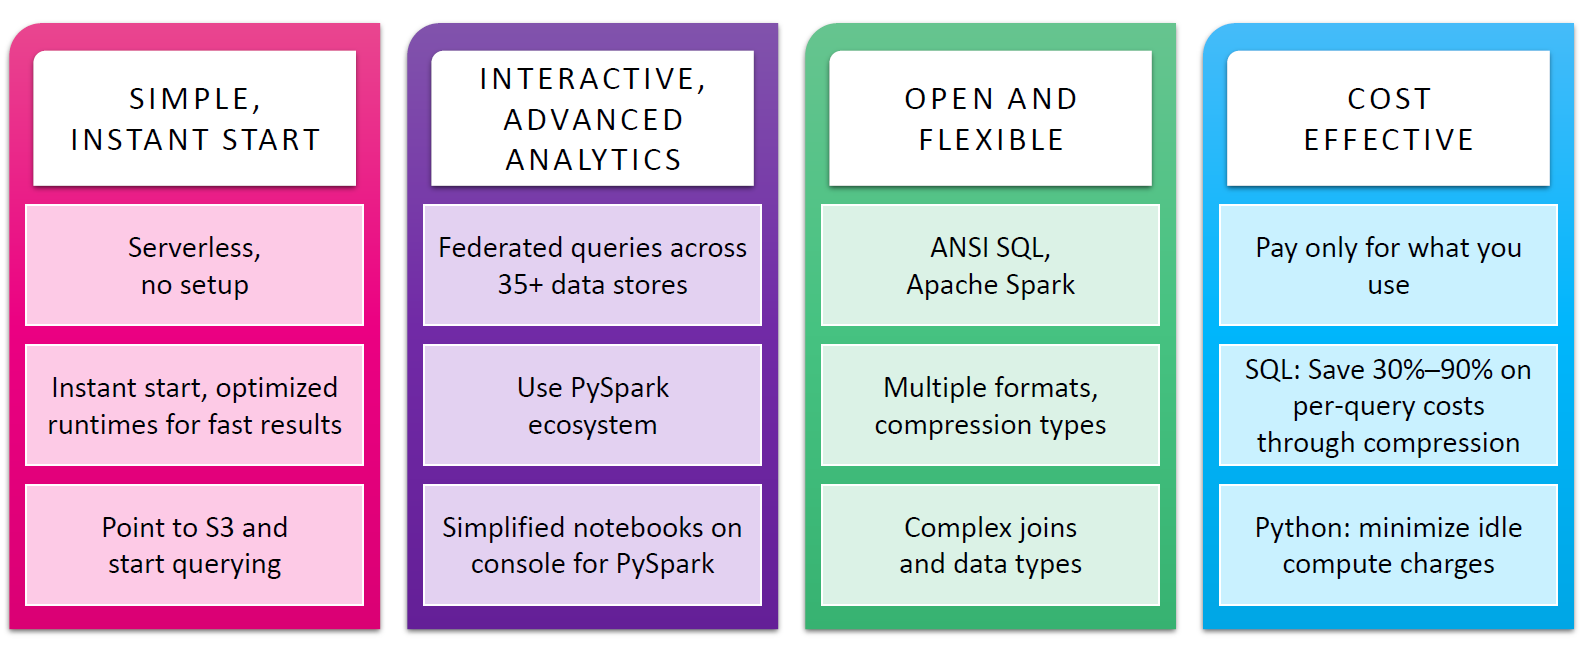 SIMPLE,
INSTANT START
Serverless,
no setup
Instant start, optimized
runtimes for fast results
Point to S3 and
start querying
INTERACTIVE,
ADVANCED
ANALYTICS
Federated queries across
35+ data stores
Use PySpark
ecosystem
Simplified notebooks on
console for PySpark
OPEN AND
FLEXIBLE
ANSI SQL,
Apache Spark
Multiple formats,
compression types
Complex joins
and data types
COST
EFFECTIVE
Pay only for what you
use
SQL: Save 30%–90% on
per-query costs
through compression
Python: minimize idle
compute charges